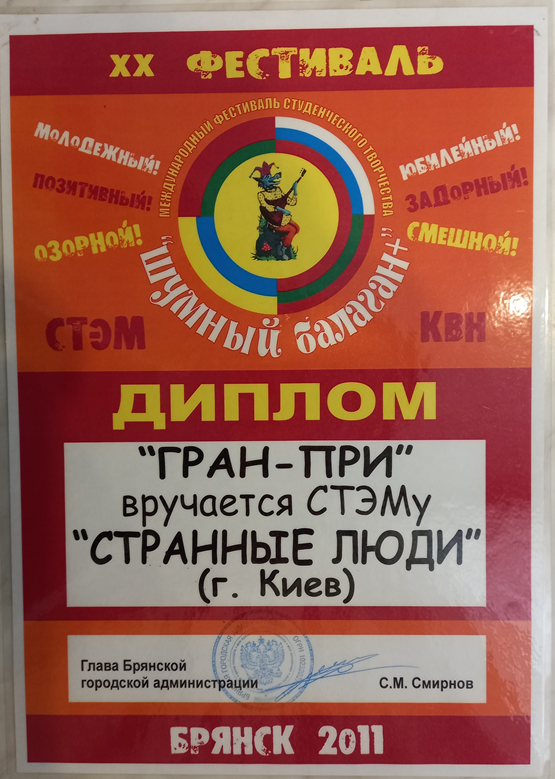 XX ФЕСТИВАЛЬ
МЕЖДУНАРОДНЫЙ ФЕСТИВАЛЬ СТУДЕНЧЕСКОГО ТВОРЧЕСТВА
МОЛОДЕЖНЫЙ!
ПОЗИТИВНЫЙ!
ОЗОРНОЙ!
ЮБИЛЕЙНЫЙ!
ЗАДОРНЫЙ!
СМЕШНОЙ!
"Шумный балаган+"
СТЭМ
КВН
ДИПЛОМ
"ГРАН-ПРИ"
вручается СТЭМу
"СТРАННЫЕ ЛЮДИ"
(г. Киев)
Глава Брянской
городской администрации
С.М. Смирнов
БРЯНСК 2011